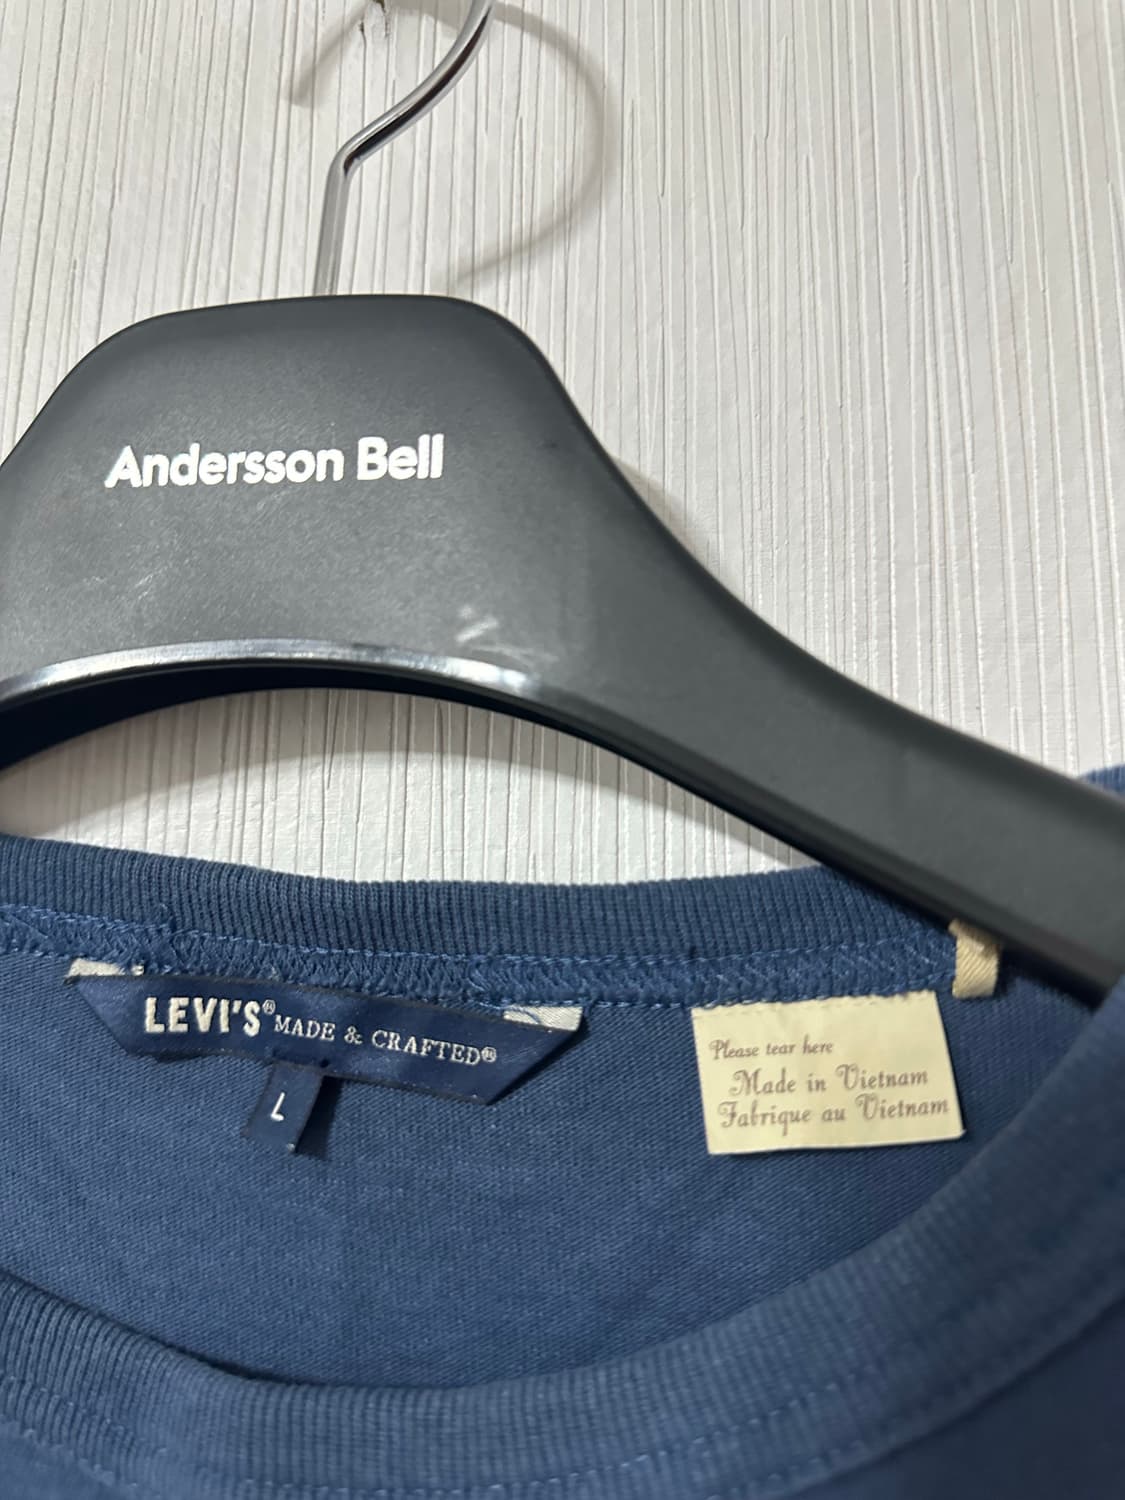 Andersson Bell
LEVI'S® MADE & CRAFTED®
L
Please tear here
Made in Vietnam
Fabrique au Vietnam